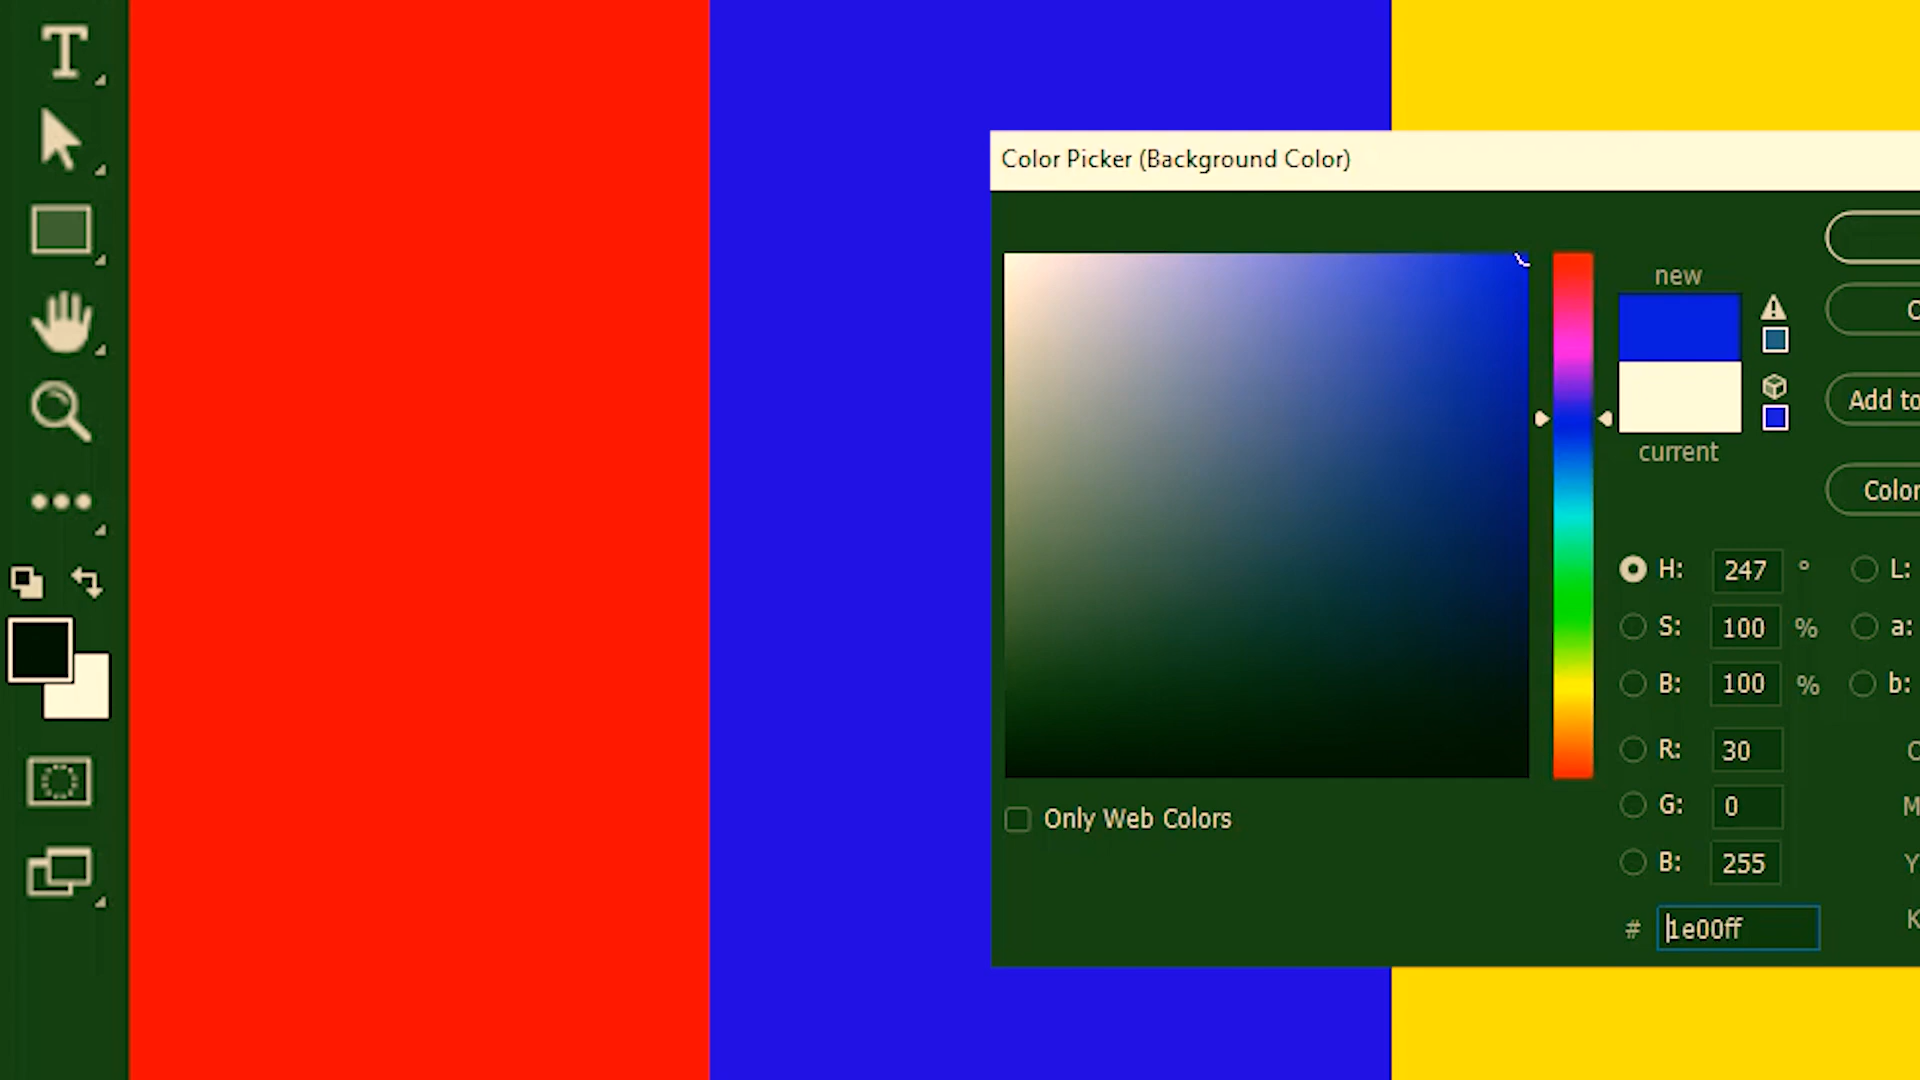 T
Color Picker (Background Color)
new
current
Add to
Color
H: 247 °
L:
S: 100 %
a:
B: 100 %
b:
R: 30
G: 0
M
B: 255
Y
# 1e00ff
K
Only Web Colors